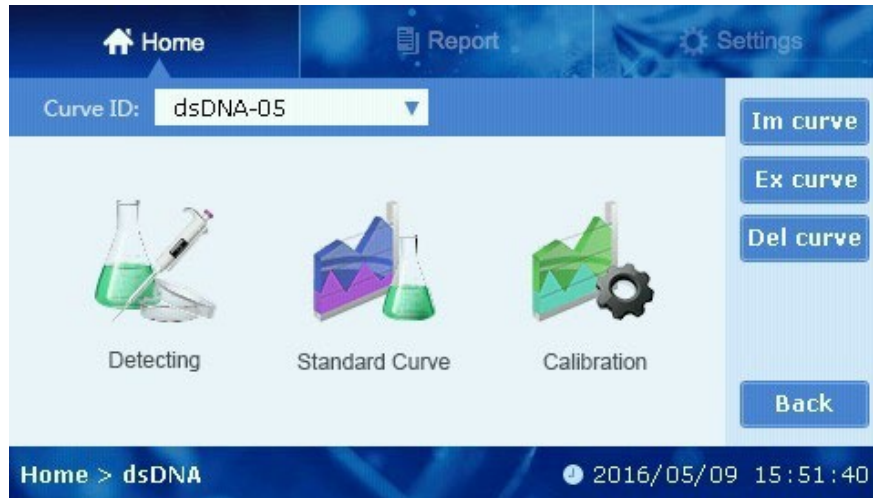 Home
Report
Settings
Curve ID: dsDNA-05
Im curve
Ex curve
Del curve
Detecting
Standard Curve
Calibration
Back
Home > dsDNA
2016/05/09 15:51:40